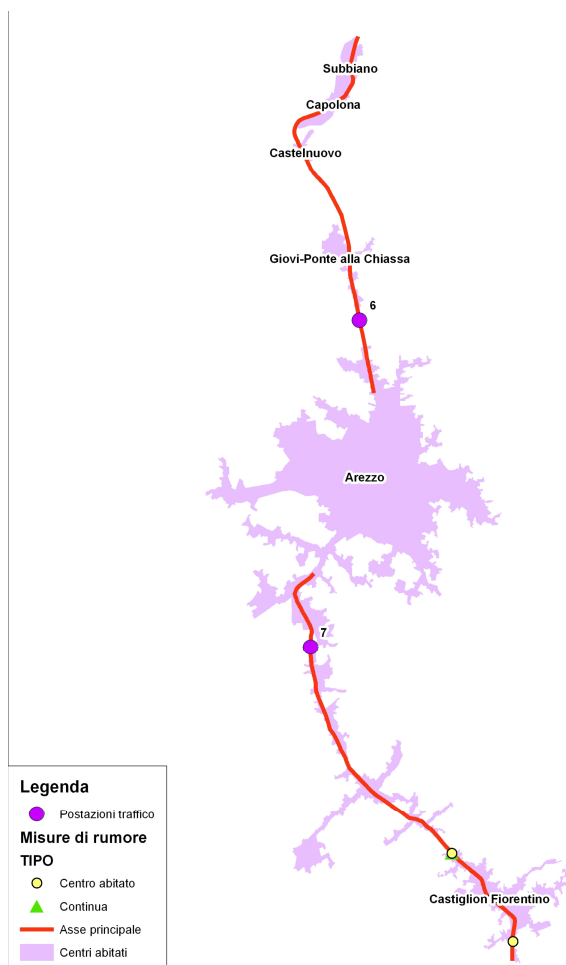 Subbiano
Capolona
Castelnuovo
Giovi-Ponte alla Chiassa
6
Arezzo
7
Castiglion Fiorentino
Legenda
Postazioni traffico
Misure di rumore
TIPO
Centro abitato
Continua
Asse principale
Centri abitati